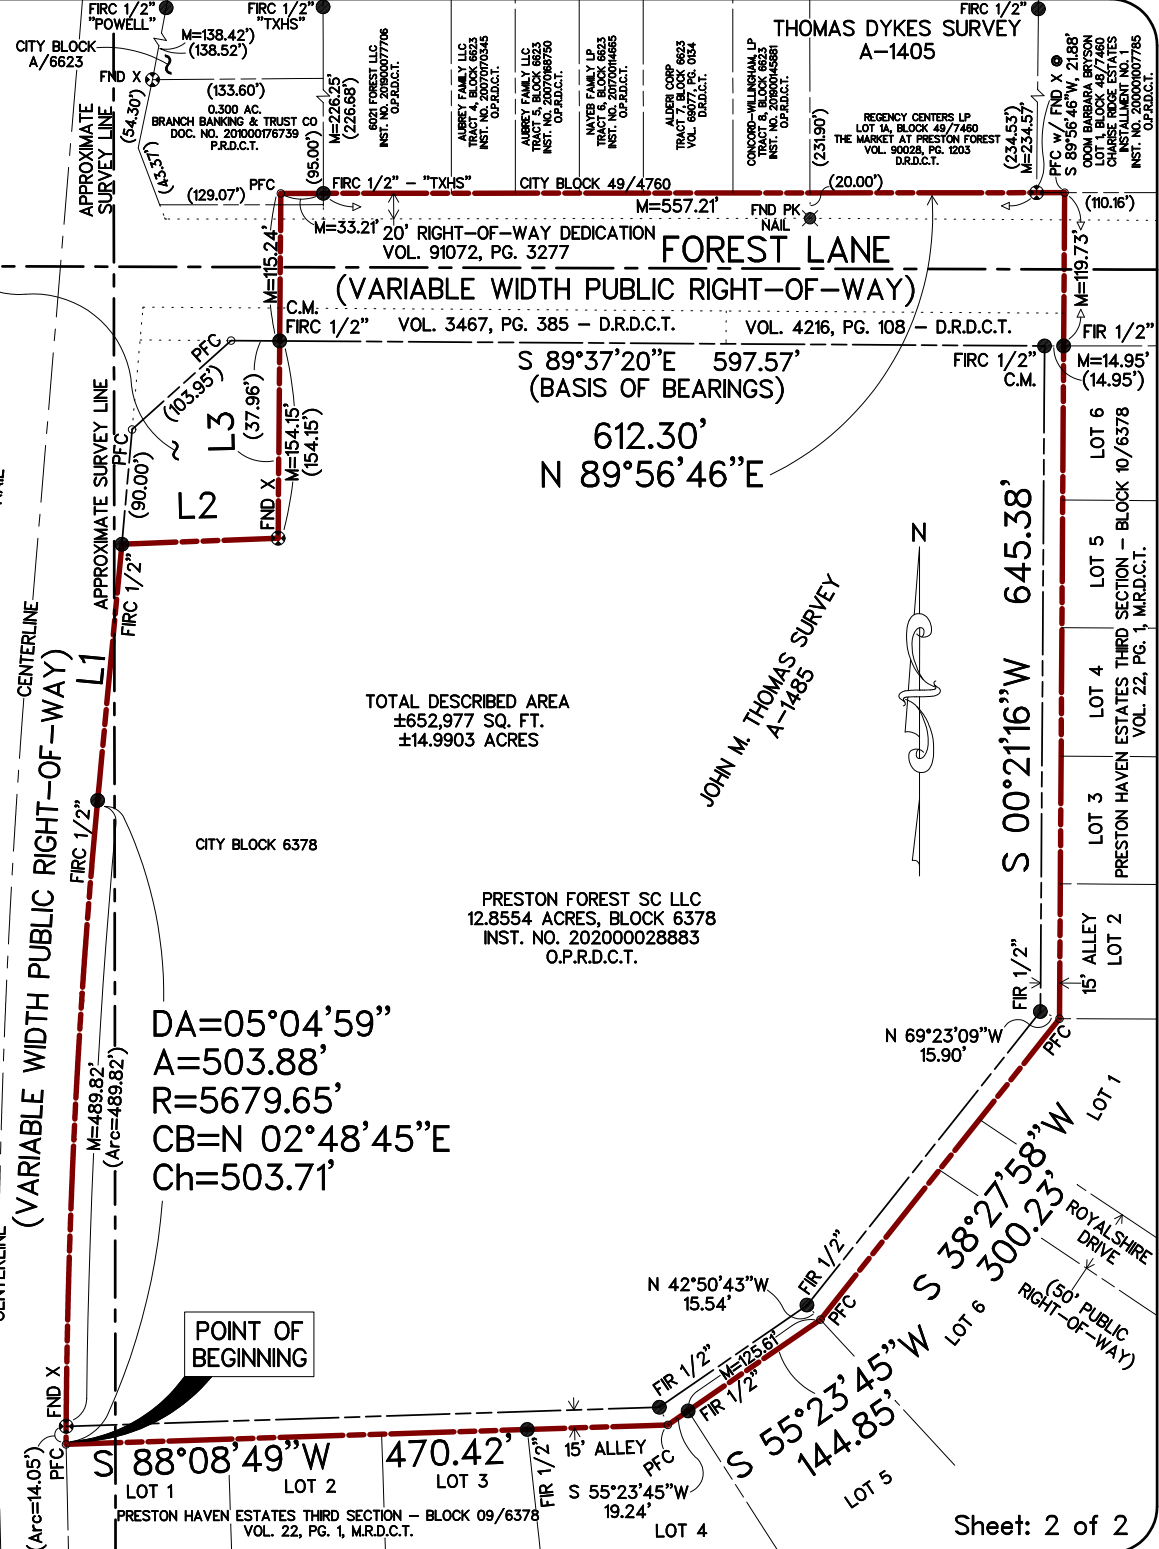 FIRC 1/2"
"POWELL"
FIRC 1/2"
"TXHS"
FIRC 1/2"
THOMAS DYKES SURVEY
A-1405
CITY BLOCK
A/6623
M=138.42')
(138.52')
FND X
(133.60')
0.300 AC.
BRANCH BANKING & TRUST CO
DOC. NO. 201000176739
P.R.D.C.T.
(54.30')
(43.37')
(129.07')
APPROXIMATE
SURVEY LINE
M=226.25'
(226.68')
(95.00')
6021 FOREST LLC
INST. NO. 201900077706
O.P.R.D.C.T.
AUBREY FAMILY LLC
TRACT 4, BLOCK 6623
INST. NO. 20070170345
O.P.R.D.C.T.
AUBREY FAMILY LLC
TRACT 5, BLOCK 6623
INST. NO. 20070168750
O.P.R.D.C.T.
NAYEB FAMILY LP
TRACT 6, BLOCK 6623
INST. NO. 201700114665
O.P.R.D.C.T.
ALDERI CORP
TRACT 7, BLOCK 6623
VOL. 69077, PG. 0134
D.R.D.C.T.
CONCORD-WILLINGHAM, LP
TRACT 8, BLOCK 6623
INST. NO. 201900145881
O.P.R.D.C.T.
(231.90')
REGENCY CENTERS LP
LOT 1A, BLOCK 49/7460
THE MARKET AT PRESTON FOREST
VOL. 90028, PG. 1203
D.R.D.C.T.
(234.53')
M=234.57'
PFC w/ FND X @
S 89°56'46"W, 21.88'
ODOM BARBARA BRYSON
LOT 1, BLOCK 48/7460
CHARISE RIDGE ESTATES
INSTALLMENT NO. 1
INST. NO. 2000001007785
O.P.R.D.C.T.
PFC
FIRC 1/2" - "TXHS"
CITY BLOCK 49/4760
(20.00')
M=557.21'
FND PK
NAIL
(110.16')
M=33.21'
20' RIGHT-OF-WAY DEDICATION
VOL. 91072, PG. 3277
FOREST LANE
M=115.24'
M=119.73'
(VARIABLE WIDTH PUBLIC RIGHT-OF-WAY)
C.M.
FIRC 1/2"
VOL. 3467, PG. 385 - D.R.D.C.T.
VOL. 4216, PG. 108 - D.R.D.C.T.
FIR 1/2"
PFC
S 89°37'20"E 597.57'
(BASIS OF BEARINGS)
FIRC 1/2"
C.M.
M=14.95'
(14.95')
(103.95')
(37.96')
L3
M=154.15'
(154.15')
612.30'
N 89°56'46"E
PFC
(90.00')
L2
FND X
APPROXIMATE SURVEY LINE
FIRC 1/2"
L1
CENTERLINE
(VARIABLE WIDTH PUBLIC RIGHT-OF-WAY)
N
JOHN M. THOMAS SURVEY
A-1485
S 00°21'16"W 645.38'
LOT 6
LOT 5
LOT 4
LOT 3
LOT 2
PRESTON HAVEN ESTATES THIRD SECTION - BLOCK 10/6378
VOL. 22, PG. 1, M.R.D.C.T.
TOTAL DESCRIBED AREA
±652,977 SQ. FT.
±14.9903 ACRES
FIRC 1/2"
CITY BLOCK 6378
PRESTON FOREST SC LLC
12.8554 ACRES, BLOCK 6378
INST. NO. 202000028883
O.P.R.D.C.T.
15' ALLEY
FIR 1/2"
N 69°23'09"W
15.90'
PFC
DA=05°04'59"
A=503.88'
R=5679.65'
CB=N 02°48'45"E
Ch=503.71'
M=489.82'
(Arc=489.82')
LOT 1
S 38°27'58"W
300.23'
ROYALSHIRE
DRIVE
(50' PUBLIC
RIGHT-OF-WAY)
FIR 1/2"
N 42°50'43"W
15.54'
PFC
LOT 6
POINT OF
BEGINNING
FIR 1/2"
M=125.61'
FIR 1/2"
S 55°23'45"W
144.85'
LOT 5
FND X
PFC
(Arc=14.05')
S 88°08'49"W 470.42'
15' ALLEY
PFC
FIR 1/2"
LOT 1
LOT 2
LOT 3
S 55°23'45"W
19.24'
LOT 4
PRESTON HAVEN ESTATES THIRD SECTION - BLOCK 09/6378
VOL. 22, PG. 1, M.R.D.C.T.
Sheet: 2 of 2